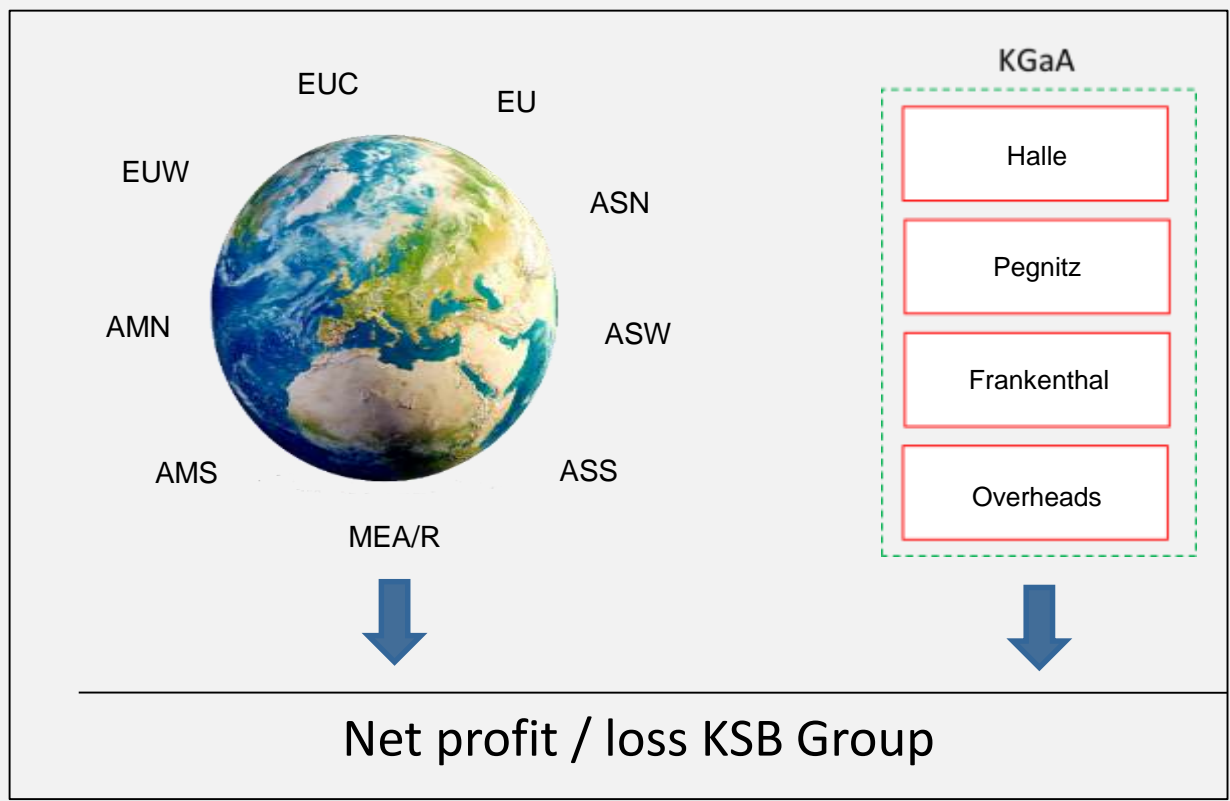 EUC
EU
EUW
ASN
AMN
ASW
AMS
ASS
MEA/R
KGaA
Halle
Pegnitz
Frankenthal
Overheads
Net profit / loss KSB Group